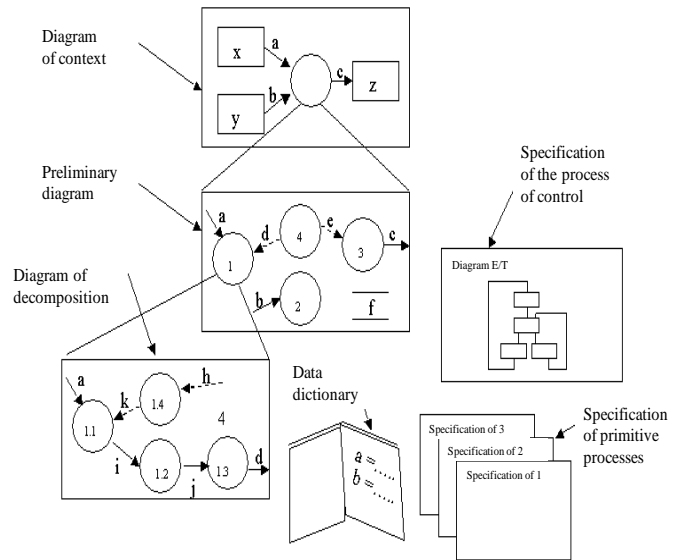 Diagram
of context
x
a
y
b
c
z
Preliminary
diagram
a
1
d
4
e
3
c
b
2
f
Diagram of
decomposition
a
1.1
k
1.4
h
4
i
1.2
j
1.3
d
Data
dictionary
a = .....
b = .....
Specification
of the process
of control
Diagram E/T
Specification
of primitive
processes
Specification of 3
Specification of 2
Specification of 1